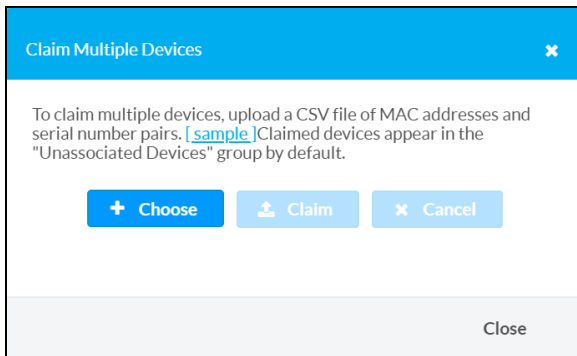 Claim Multiple Devices
To claim multiple devices, upload a CSV file of MAC addresses and
serial number pairs. [ sample ]Claimed devices appear in the
"Unassociated Devices" group by default.
Choose Claim Cancel
Close